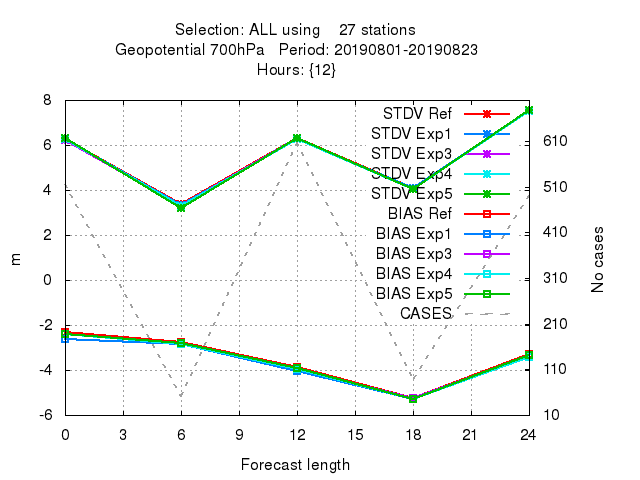 Selection: ALL using    27 stations
Geopotential 700hPa   Period: 20190801-20190823
Hours: {12}
8
6
4
2
0
-2
-4
-6
m
0
3
6
9
12
15
18
21
24
Forecast length
610
510
410
310
210
110
10
No cases
STDV Ref
STDV Exp1
STDV Exp3
STDV Exp4
STDV Exp5
BIAS Ref
BIAS Exp1
BIAS Exp3
BIAS Exp4
BIAS Exp5
CASES